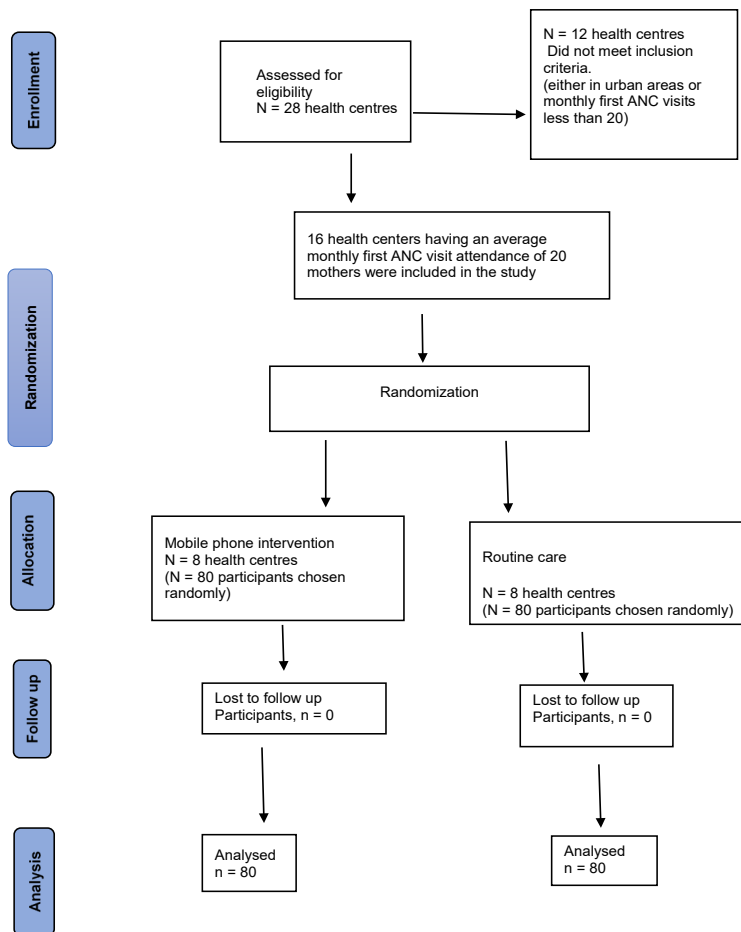 Enrollment
Assessed for
eligibility
N = 28 health centres
N = 12 health centres
Did not meet inclusion
criteria.
(either in urban areas or
monthly first ANC visits
less than 20)
16 health centers having an average
monthly first ANC visit attendance of 20
mothers were included in the study
Randomization
Randomization
Allocation
Mobile phone intervention
N = 8 health centres
(N = 80 participants chosen
randomly)
Routine care
N = 8 health centres
(N = 80 participants chosen randomly)
Follow up
Lost to follow up
Participants, n = 0
Lost to follow up
Participants, n = 0
Analysis
Analysed
n = 80
Analysed
n = 80